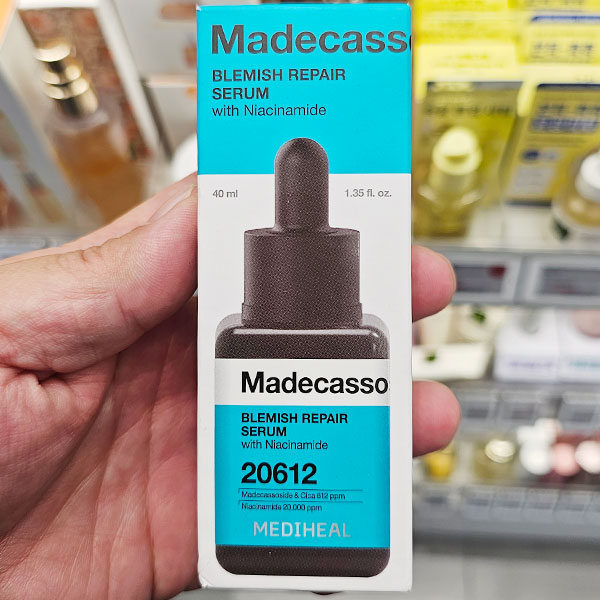 Madecasso
BLEMISH REPAIR
SERUM
with Niacinamide
40 ml
1.35 fl. oz.
Madecasso
BLEMISH REPAIR
SERUM
with Niacinamide
20612
Madecassoside & Cica 612 ppm
Niacinamide 20,000 ppm
MEDIHEAL